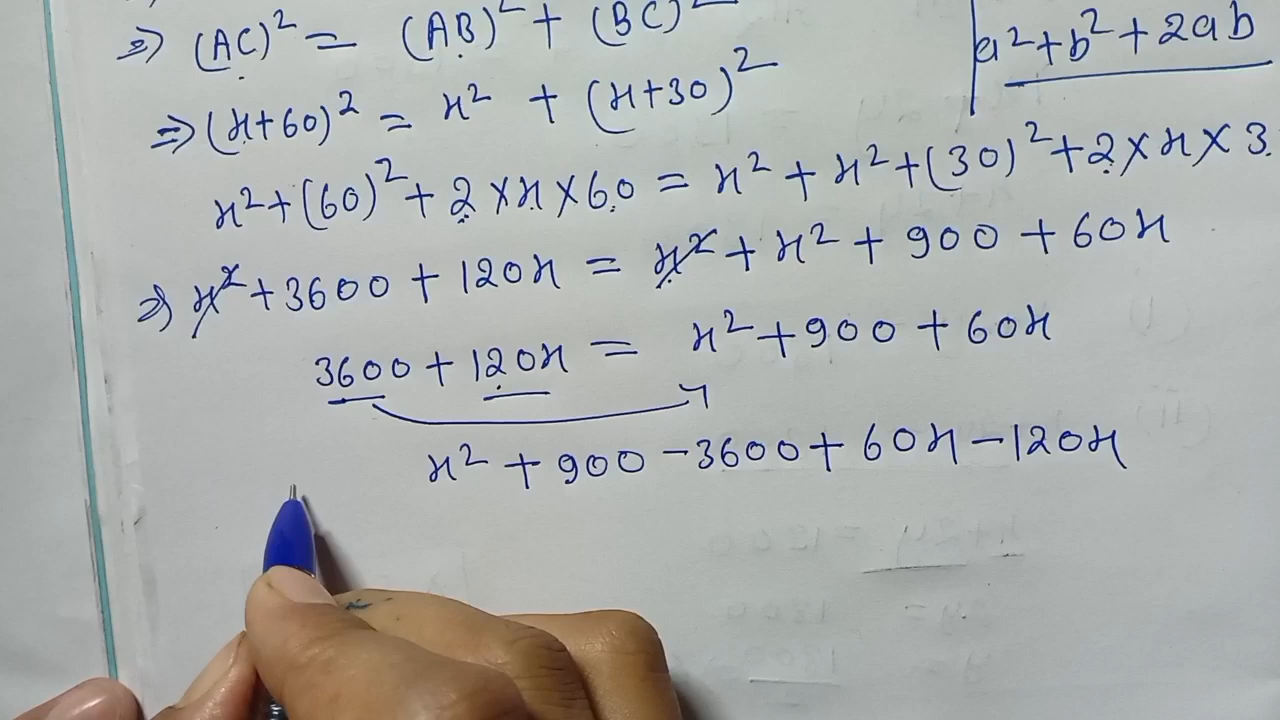 ⇒ (AC)² = (AB)² + (BC)²
a² + b² + 2ab
⇒ (x+60)² = x² + (x+30)²
x² + (60)² + 2 × x × 60 = x² + x² + (30)² + 2 × x × 3
⇒ x² + 3600 + 120x = x² + x² + 900 + 60x
3600 + 120x = x² + 900 + 60x
x² + 900 - 3600 + 60x - 120x